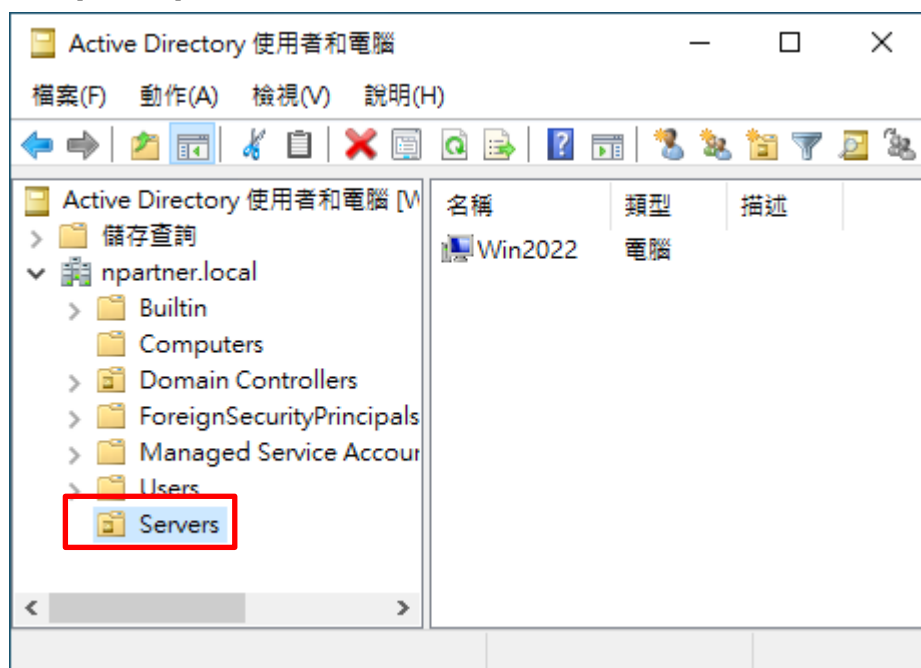 Active Directory 使用者和電腦
檔案(F) 動作(A) 檢視(V) 說明(H)
Active Directory 使用者和電腦 [W
儲存查詢
npartner.local
Builtin
Computers
Domain Controllers
ForeignSecurityPrincipals
Managed Service Accour
Users
Servers
名稱 類型 描述
Win2022 電腦